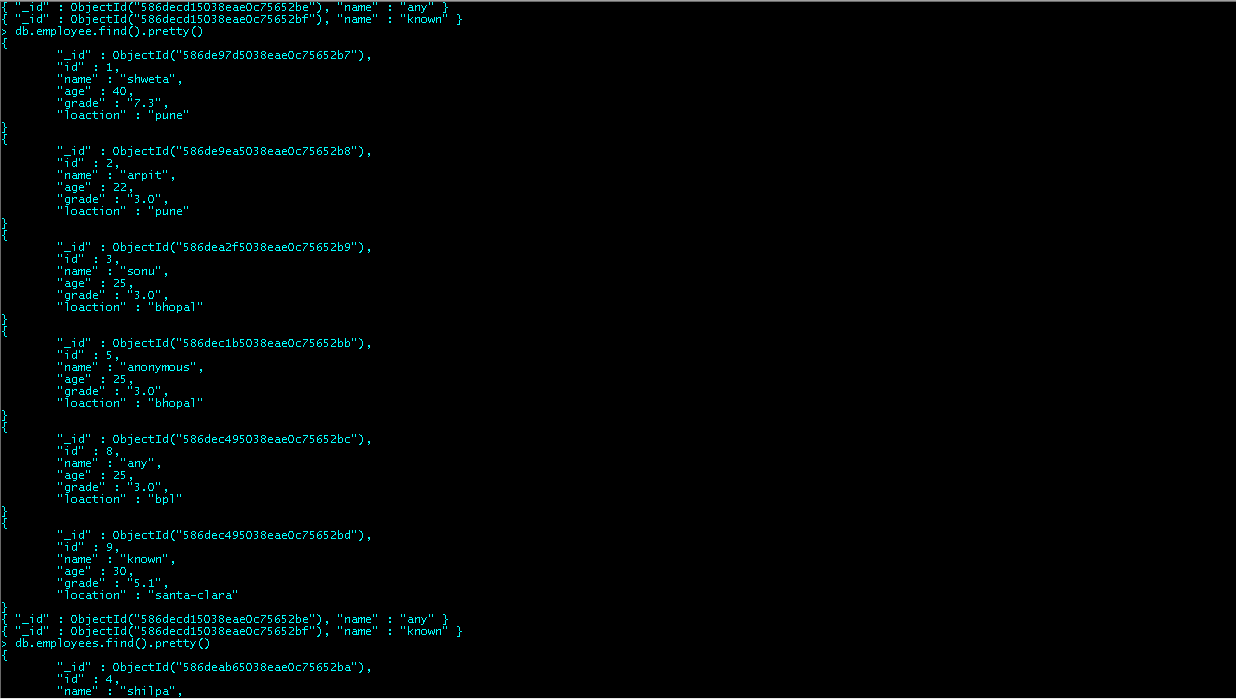 { "_id" : ObjectId("586decd15038eae0c75652be"), "name" : "any" }
{ "_id" : ObjectId("586decd15038eae0c75652bf"), "name" : "known" }
> db.employee.find().pretty()
{
"_id" : ObjectId("586de97d5038eae0c75652b7"),
"id" : 1,
"name" : "shweta",
"age" : 40,
"grade" : "7.3",
"loaction" : "pune"
}
{
"_id" : ObjectId("586de9ea5038eae0c75652b8"),
"id" : 2,
"name" : "arpit",
"age" : 22,
"grade" : "3.0",
"loaction" : "pune"
}
{
"_id" : ObjectId("586dea2f5038eae0c75652b9"),
"id" : 3,
"name" : "sonu",
"age" : 25,
"grade" : "3.0",
"loaction" : "bhopal"
}
{
"_id" : ObjectId("586dec1b5038eae0c75652bb"),
"id" : 5,
"name" : "anonymous",
"age" : 25,
"grade" : "3.0",
"loaction" : "bhopal"
}
{
"_id" : ObjectId("586dec495038eae0c75652bc"),
"id" : 8,
"name" : "any",
"age" : 25,
"grade" : "3.0",
"loaction" : "bpl"
}
{
"_id" : ObjectId("586dec495038eae0c75652bd"),
"id" : 9,
"name" : "known",
"age" : 30,
"grade" : "5.1",
"location" : "santa-clara"
}
{ "_id" : ObjectId("586decd15038eae0c75652be"), "name" : "any" }
{ "_id" : ObjectId("586decd15038eae0c75652bf"), "name" : "known" }
> db.employees.find().pretty()
{
"_id" : ObjectId("586deab65038eae0c75652ba"),
"id" : 4,
"name" : "shilpa",